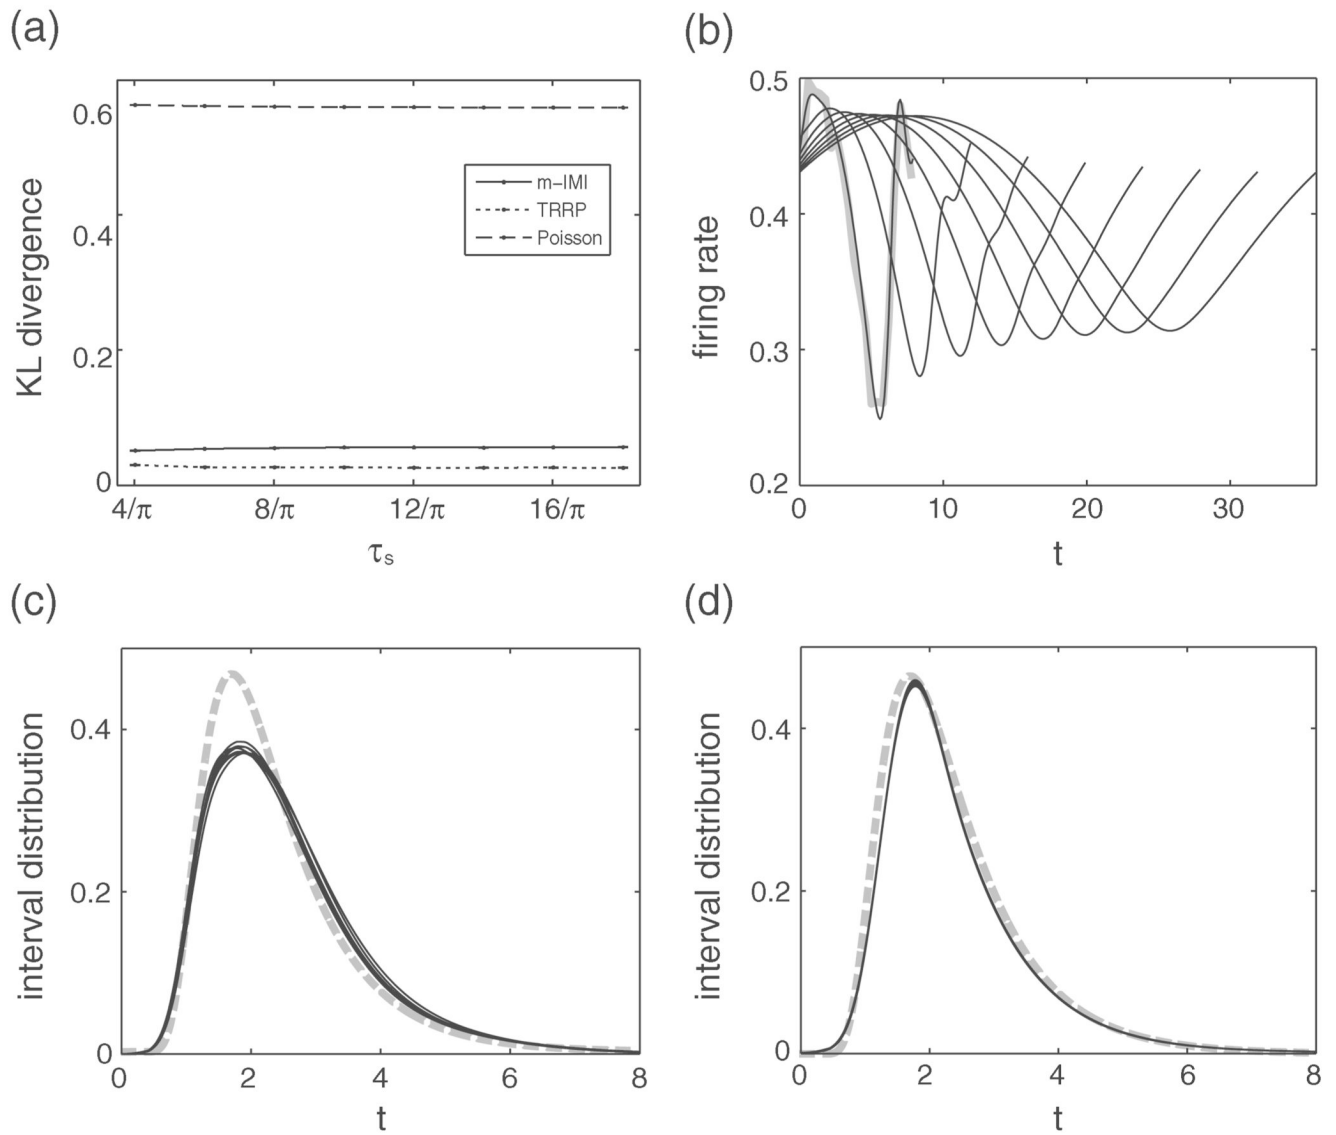 (a)
KL divergence
0.6
0.4
0.2
0
4/π 8/π 12/π 16/π
τs
m−IMI
TRRP
Poisson
(b)
firing rate
0.5
0.4
0.3
0.2
0 10 20 30
t
(c)
interval distribution
0.4
0.2
0
0 2 4 6 8
t
(d)
interval distribution
0.4
0.2
0
0 2 4 6 8
t